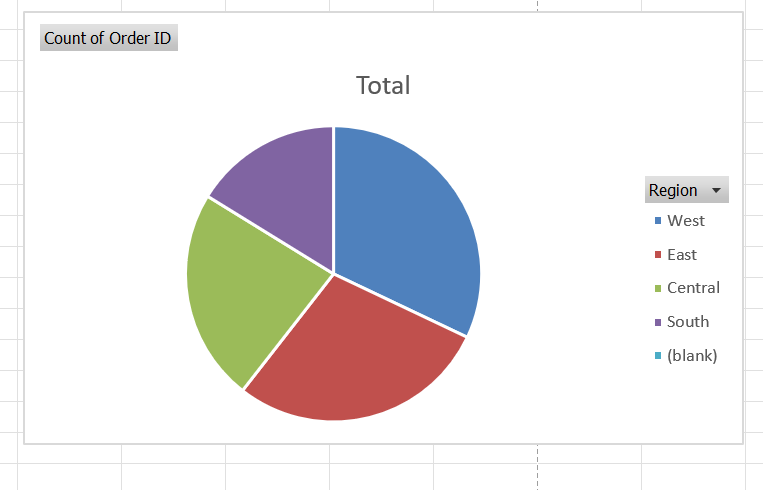 Count of Order ID
Total
Region
West
East
Central
South
(blank)